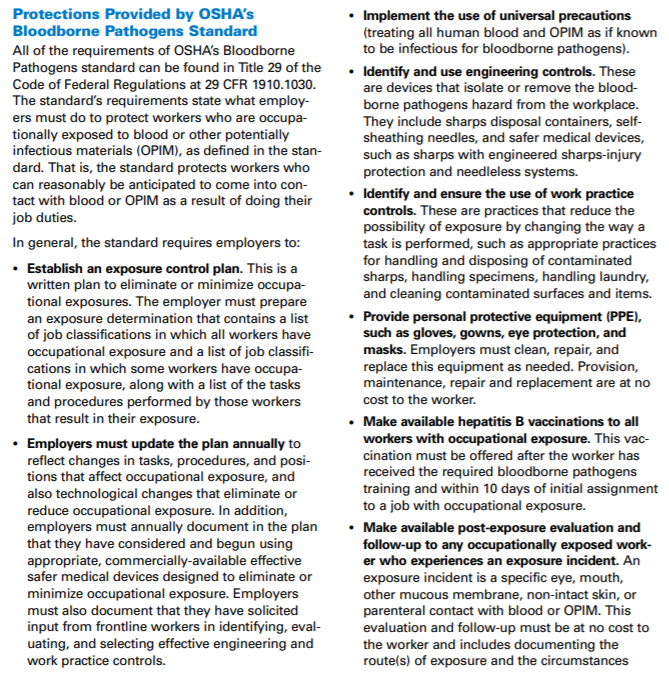 Protections Provided by OSHA's
Bloodborne Pathogens Standard
All of the requirements of OSHA's Bloodborne
Pathogens standard can be found in Title 29 of the
Code of Federal Regulations at 29 CFR 1910.1030.
The standard's requirements state what employ-
ers must do to protect workers who are occupa-
tionally exposed to blood or other potentially
infectious materials (OPIM), as defined in the stan-
dard. That is, the standard protects workers who
can reasonably be anticipated to come into con-
tact with blood or OPIM as a result of doing their
job duties.
In general, the standard requires employers to:
• Establish an exposure control plan. This is a
written plan to eliminate or minimize occupa-
tional exposures. The employer must prepare
an exposure determination that contains a list
of job classifications in which all workers have
occupational exposure and a list of job classifi-
cations in which some workers have occupa-
tional exposure, along with a list of the tasks
and procedures performed by those workers
that result in their exposure.
• Employers must update the plan annually to
reflect changes in tasks, procedures, and posi-
tions that affect occupational exposure, and
also technological changes that eliminate or
reduce occupational exposure. In addition,
employers must annually document in the plan
that they have considered and begun using
appropriate, commercially-available effective
safer medical devices designed to eliminate or
minimize occupational exposure. Employers
must also document that they have solicited
input from frontline workers in identifying, eval-
uating, and selecting effective engineering and
work practice controls.
• Implement the use of universal precautions
(treating all human blood and OPIM as if known
to be infectious for bloodborne pathogens).
• Identify and use engineering controls. These
are devices that isolate or remove the blood-
borne pathogens hazard from the workplace.
They include sharps disposal containers, self-
sheathing needles, and safer medical devices,
such as sharps with engineered sharps-injury
protection and needleless systems.
• Identify and ensure the use of work practice
controls. These are practices that reduce the
possibility of exposure by changing the way a
task is performed, such as appropriate practices
for handling and disposing of contaminated
sharps, handling specimens, handling laundry,
and cleaning contaminated surfaces and items.
• Provide personal protective equipment (PPE),
such as gloves, gowns, eye protection, and
masks. Employers must clean, repair, and
replace this equipment as needed. Provision,
maintenance, repair and replacement are at no
cost to the worker.
• Make available hepatitis B vaccinations to all
workers with occupational exposure. This vac-
cination must be offered after the worker has
received the required bloodborne pathogens
training and within 10 days of initial assignment
to a job with occupational exposure.
• Make available post-exposure evaluation and
follow-up to any occupationally exposed work-
er who experiences an exposure incident. An
exposure incident is a specific eye, mouth,
other mucous membrane, non-intact skin, or
parenteral contact with blood or OPIM. This
evaluation and follow-up must be at no cost to
the worker and includes documenting the
route(s) of exposure and the circumstances